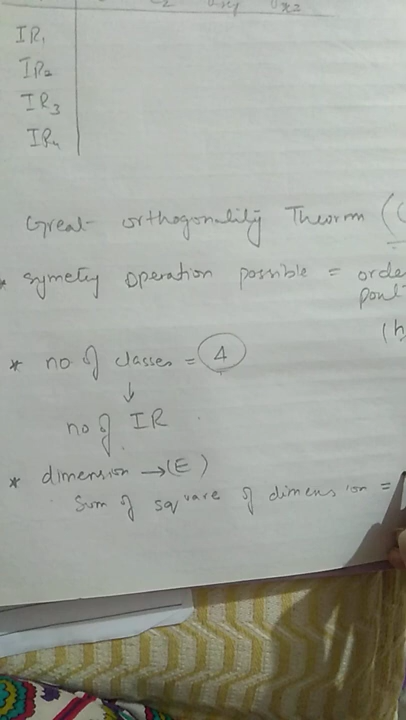 IR₁
IR₂
IR₃
IR₄
Great orthogonality Theorm (
* symetry operation possible = order
(h
* no of classes = 4
↓
no of IR
* dimension → (E)
Sum of square of dimension =